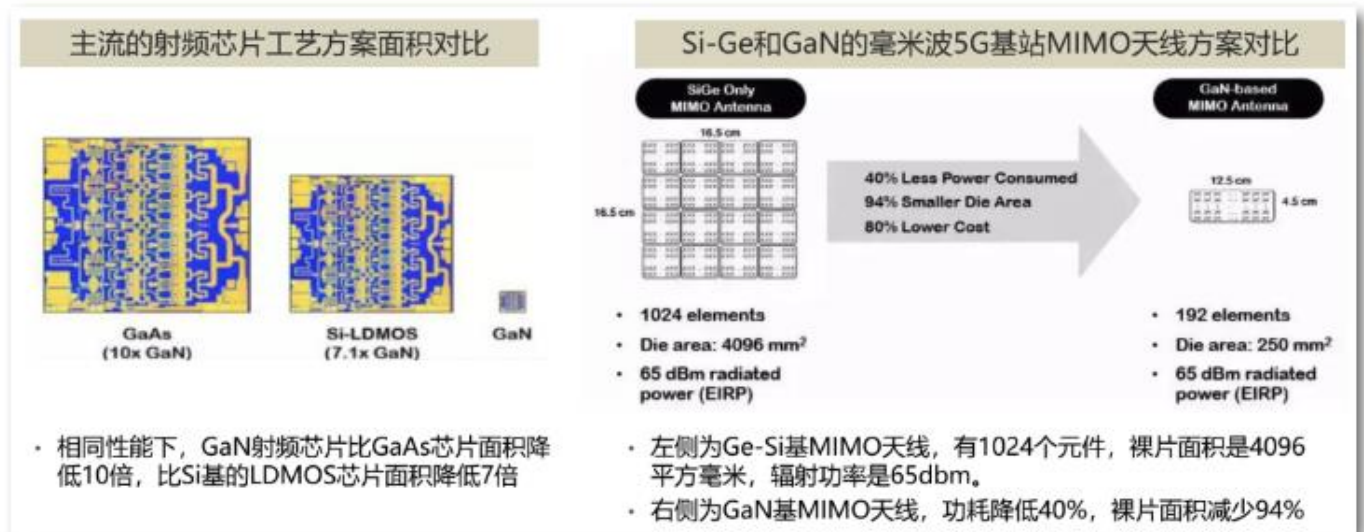 主流的射频芯片工艺方案面积对比
GaAs
(10x GaN)
Si-LDMOS
(7.1x GaN)
GaN
· 相同性能下，GaN射频芯片比GaAs芯片面积降
低10倍，比Si基的LDMOS芯片面积降低7倍
Si-Ge和GaN的毫米波5G基站MIMO天线方案对比
SiGe Only
MIMO Antenna
16.5 cm
16.5 cm
40% Less Power Consumed
94% Smaller Die Area
80% Lower Cost
GaN-based
MIMO Antenna
12.5 cm
4.5 cm
· 1024 elements
· Die area: 4096 mm²
· 65 dBm radiated
power (EIRP)
· 192 elements
· Die area: 250 mm²
· 65 dBm radiated
power (EIRP)
· 左侧为Ge-Si基MIMO天线，有1024个元件，裸片面积是4096
平方毫米，辐射功率是65dbm。
· 右侧为GaN基MIMO天线，功耗降低40%，裸片面积减少94%